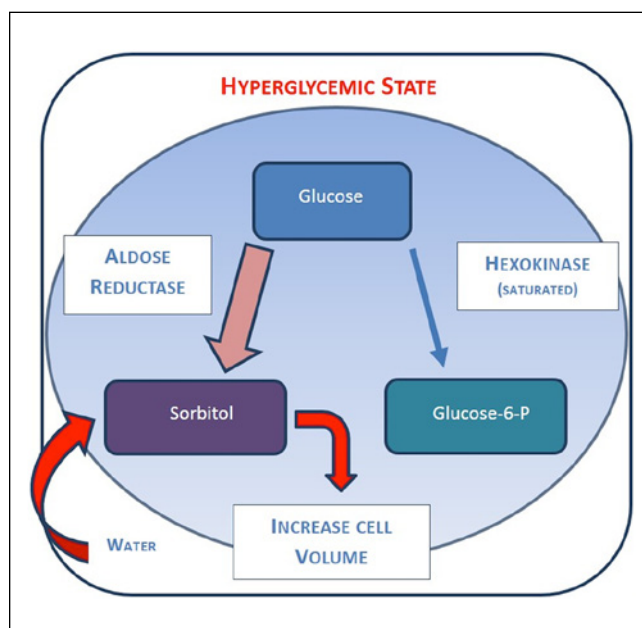 HYPERGLYCEMIC STATE
Glucose
ALDOSE
REDUCTASE
HEXOKINASE
(SATURATED)
Sorbitol
Glucose-6-P
WATER
INCREASE CELL
VOLUME